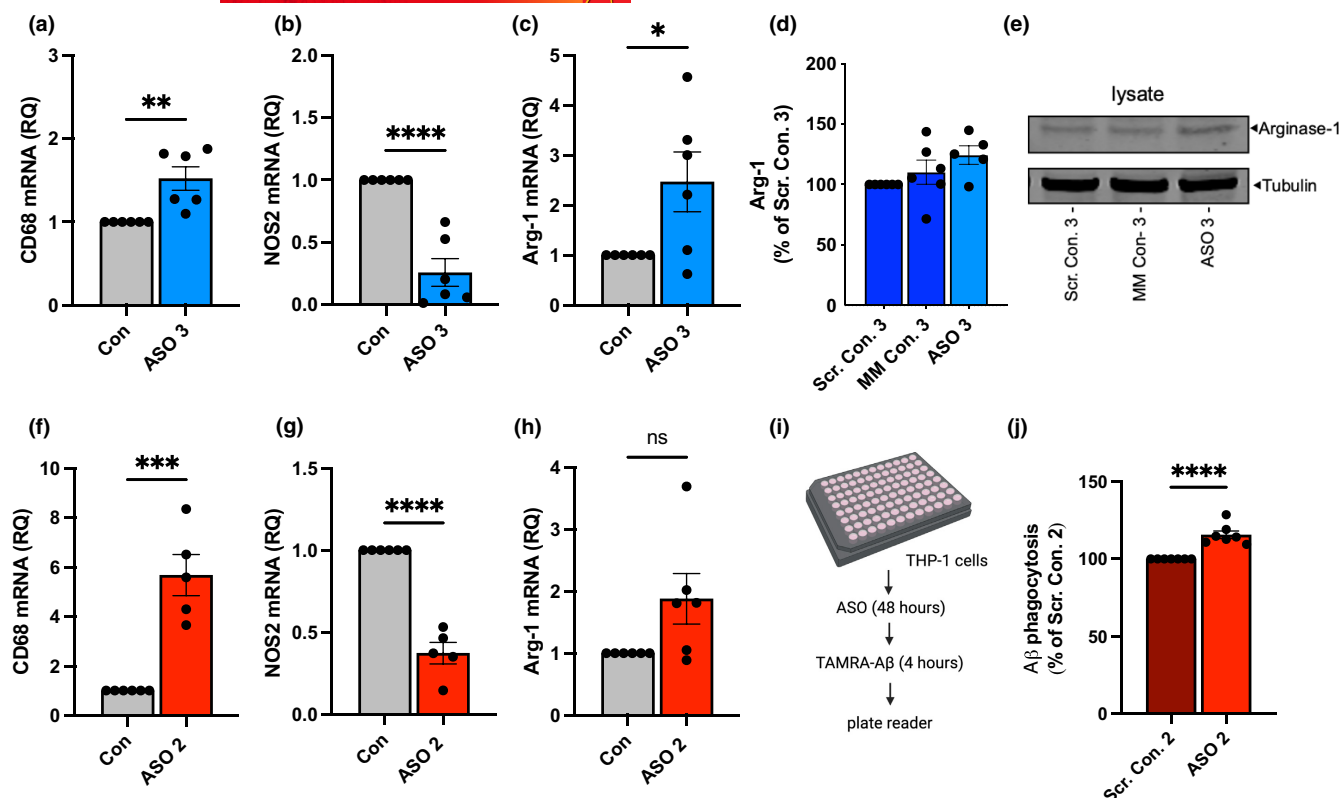 (a)
CD68 mRNA (RQ)
3
2
1
0
**
Con
ASO 3
(b)
NOS2 mRNA (RQ)
2.0
1.5
1.0
0.5
0.0
****
Con
ASO 3
(c)
Arg-1 mRNA (RQ)
5
4
3
2
1
0
*
Con
ASO 3
(d)
Arg-1
(% of Scr. Con. 3)
200
150
100
50
0
Scr. Con. 3
MM Con. 3
ASO 3
(e)
lysate
◂Arginase-1
◂Tubulin
Scr. Con. 3 -
MM Con- 3 -
ASO 3 -
(f)
CD68 mRNA (RQ)
10
8
6
4
2
0
***
Con
ASO 2
(g)
NOS2 mRNA (RQ)
1.5
1.0
0.5
0.0
****
Con
ASO 2
(h)
Arg-1 mRNA (RQ)
4
3
2
1
0
ns
Con
ASO 2
(i)
THP-1 cells
ASO (48 hours)
TAMRA-Aβ (4 hours)
plate reader
(j)
Aβ phagocytosis
(% of Scr. Con. 2)
150
100
50
0
****
Scr. Con. 2
ASO 2